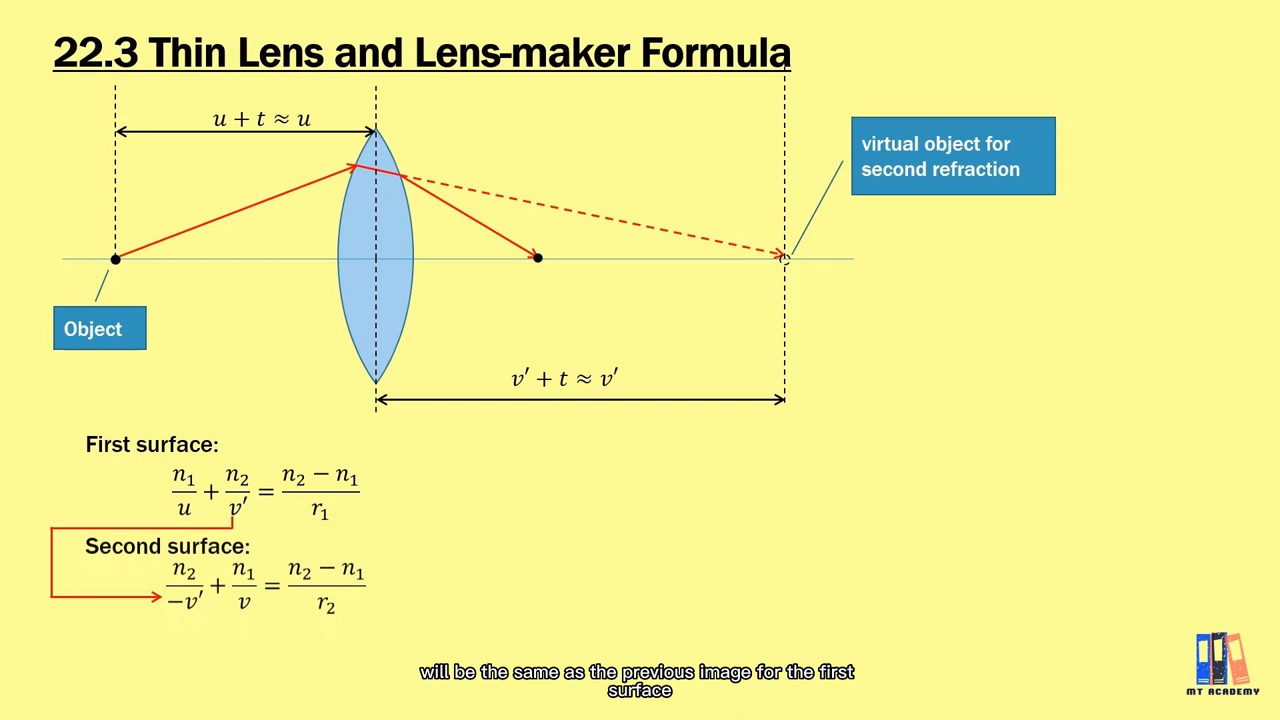 22.3 Thin Lens and Lens-maker Formula
u + t ≈ u
virtual object for
second refraction
Object
v′ + t ≈ v′
First surface:
n₁/u + n₂/v′ = (n₂ − n₁)/r₁
Second surface:
n₂/−v′ + n₁/v = (n₂ − n₁)/r₂
will be the same as the previous image for the first
surface
MT ACADEMY